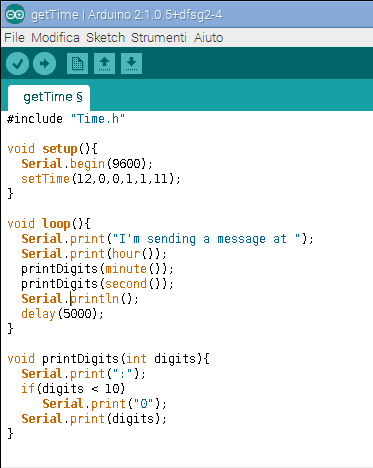 getTime | Arduino 2:1.0.5+dfsg2-4
File Modifica Sketch Strumenti Aiuto
getTime §
#include "Time.h"

void setup(){
  Serial.begin(9600);
  setTime(12,0,0,1,1,11);
}

void loop(){
  Serial.print("I'm sending a message at ");
  Serial.print(hour());
  printDigits(minute());
  printDigits(second());
  Serial.println();
  delay(5000);
}

void printDigits(int digits){
  Serial.print(":");
  if(digits < 10)
     Serial.print("0");
  Serial.print(digits);
}